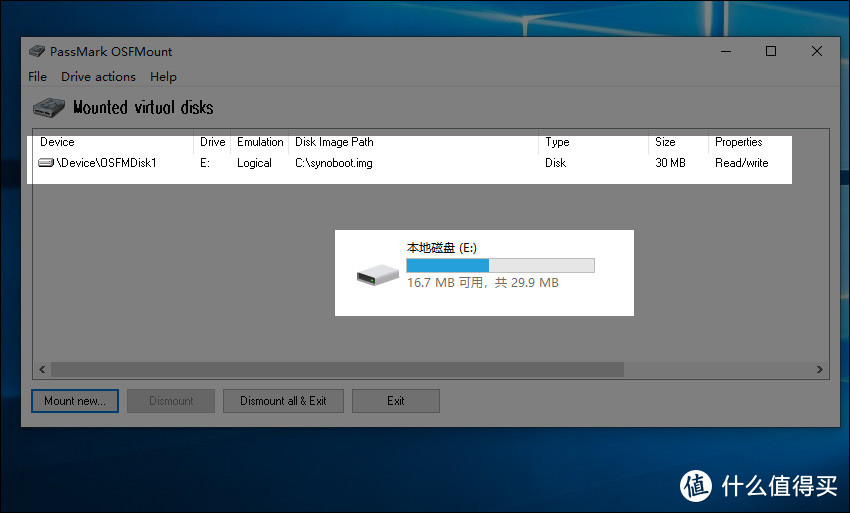 PassMark OSFMount
File Drive actions Help
Mounted virtual disks
Device Drive Emulation Disk Image Path Type Size Properties
\Device\OSFMDisk1 E: Logical C:\synoboot.img Disk 30 MB Read/write
本地磁盘 (E:)
16.7 MB 可用，共 29.9 MB
Mount new... Dismount Dismount all & Exit Exit
值 什么值得买